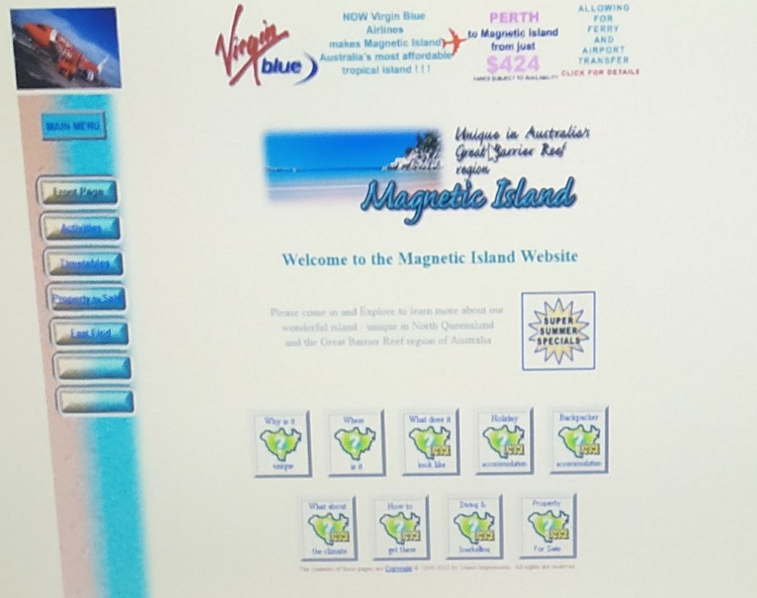 Virgin
blue
NOW Virgin Blue
Airlines
makes Magnetic Island
Australia's most affordable
tropical island ! ! !
PERTH
to Magnetic Island
from just
$424
FARES SUBJECT TO AVAILABILITY
ALLOWING
FOR
FERRY
AND
AIRPORT
TRANSFER
CLICK FOR DETAILS
MAIN MENU
Front Page
Activities
Timetables
Property for Sale
Fast Find
Unique in Australia's
Great Barrier Reef
region
Magnetic Island
Welcome to the Magnetic Island Website
Please come in and Explore to learn more about our
wonderful island unique in North Queensland
and the Great Barrier Reef region of Australia
SUPER
SUMMER
SPECIALS
Why is it
unique
Where
is it
What does it
look like
Holiday
accommodation
Backpacker
accommodation
What about
the climate
How to
get there
Diving &
Snorkelling
Property
For Sale
The contents of these pages are Copyright ©
All rights are reserved